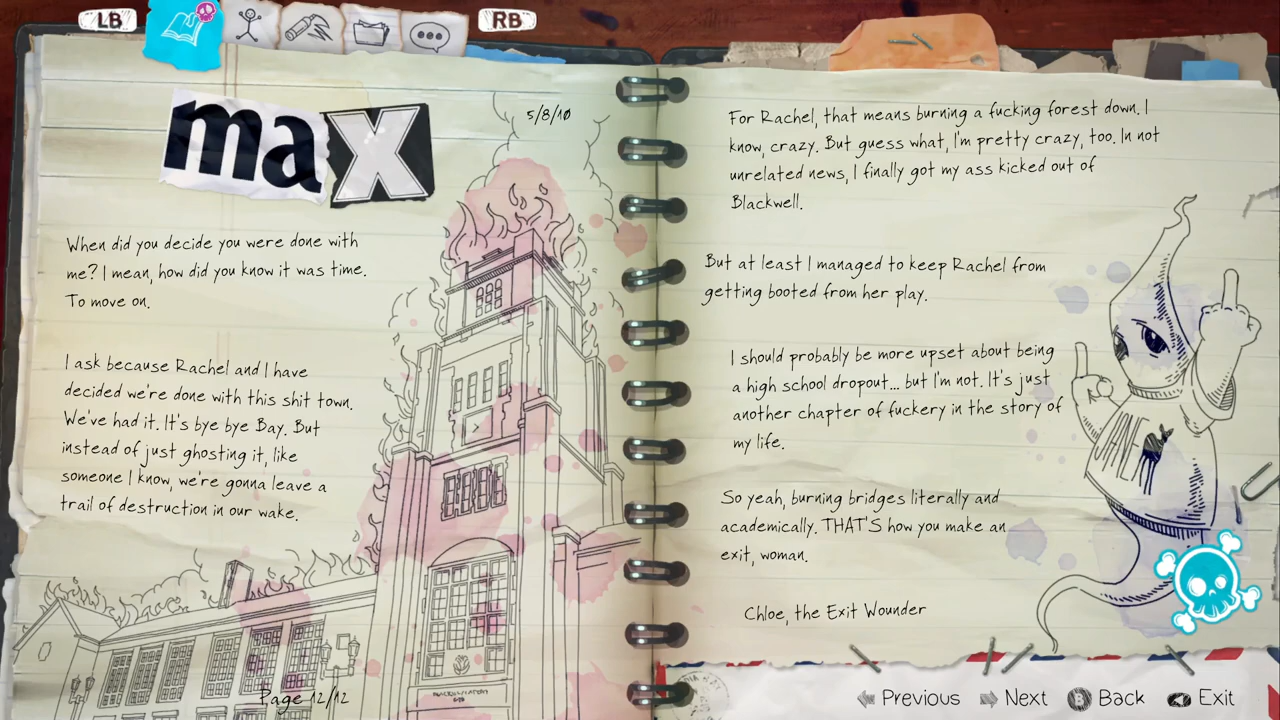 LB
RB
max
5/8/10
When did you decide you were done with
me? I mean, how did you know it was time.
To move on.
I ask because Rachel and I have
decided we're done with this shit town.
We've had it. It's bye bye Bay. But
instead of just ghosting it, like
someone I know, we're gonna leave a
trail of destruction in our wake.
Page 12/12
For Rachel, that means burning a fucking forest down. I
know, crazy. But guess what, I'm pretty crazy, too. In not
unrelated news, I finally got my ass kicked out of
Blackwell.
But at least I managed to keep Rachel from
getting booted from her play.
I should probably be more upset about being
a high school dropout... but I'm not. It's just
another chapter of fuckery in the story of
my life.
So yeah, burning bridges literally and
academically. THAT'S how you make an
exit, woman.
Chloe, the Exit Wounder
Previous
Next
B Back
Exit